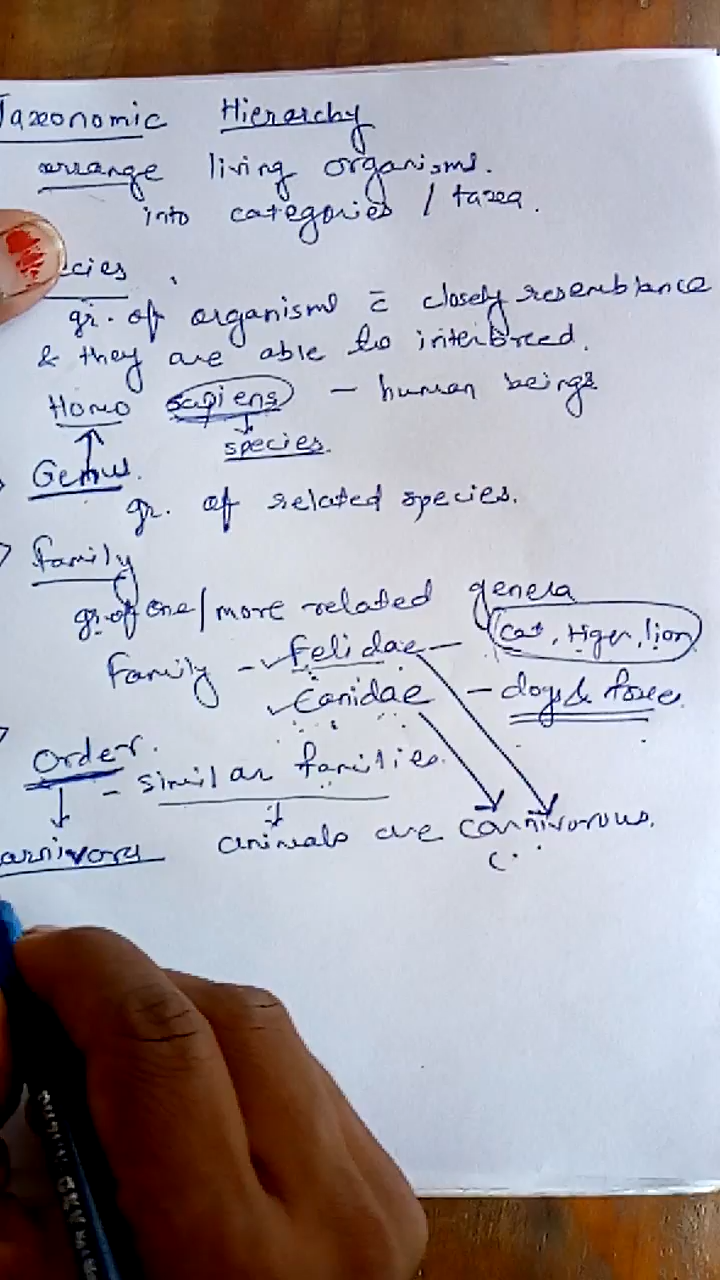 Taxonomic Hierarchy
arrange living organisms.
into categories / taxa.
ecies
gr. of organisms c̄ closely resemblance
& they are able to interbreed.
Homo sapiens – human beings
species.
Genus.
gr. of related species.
Family
gr. of one/more related genera
Family – ✓ Felidae – cat, tiger, lion
✓ Canidae – dogs & foxe.
Order.
– similar families.
arnivora animals are carnivorous.